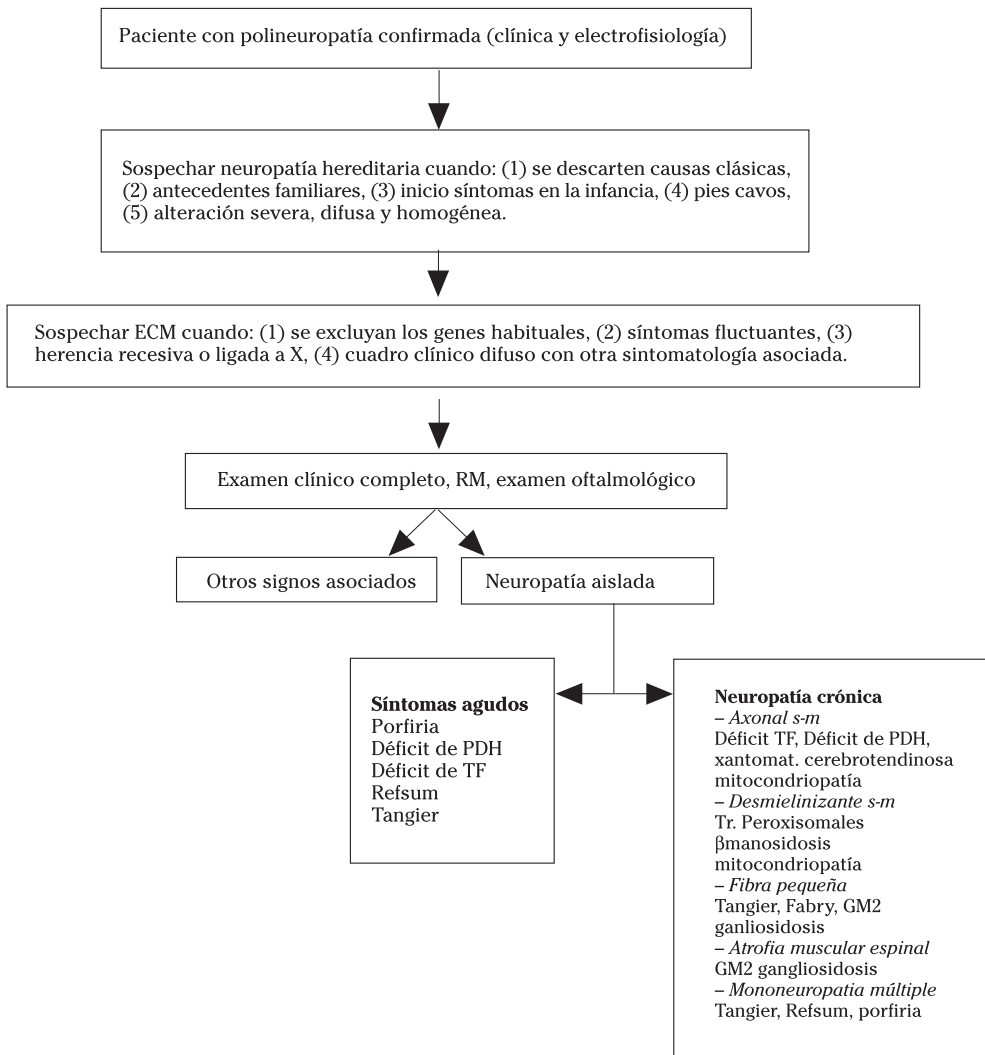 Paciente con polineuropatía confirmada (clínica y electrofisiología)
Sospechar neuropatía hereditaria cuando: (1) se descarten causas clásicas,
(2) antecedentes familiares, (3) inicio síntomas en la infancia, (4) pies cavos,
(5) alteración severa, difusa y homogénea.
Sospechar ECM cuando: (1) se excluyan los genes habituales, (2) síntomas fluctuantes, (3)
herencia recesiva o ligada a X, (4) cuadro clínico difuso con otra sintomatología asociada.
Examen clínico completo, RM, examen oftalmológico
Otros signos asociados
Neuropatía aislada
Síntomas agudos
Porfiria
Déficit de PDH
Déficit de TF
Refsum
Tangier
Neuropatía crónica
– Axonal s-m
Déficit TF, Déficit de PDH,
xantomat. cerebrotendinosa
mitocondriopatía
– Desmielinizante s-m
Tr. Peroxisomales
βmanosidosis
mitocondriopatía
– Fibra pequeña
Tangier, Fabry, GM2
ganliosidosis
– Atrofia muscular espinal
GM2 gangliosidosis
– Mononeuropatia múltiple
Tangier, Refsum, porfiria